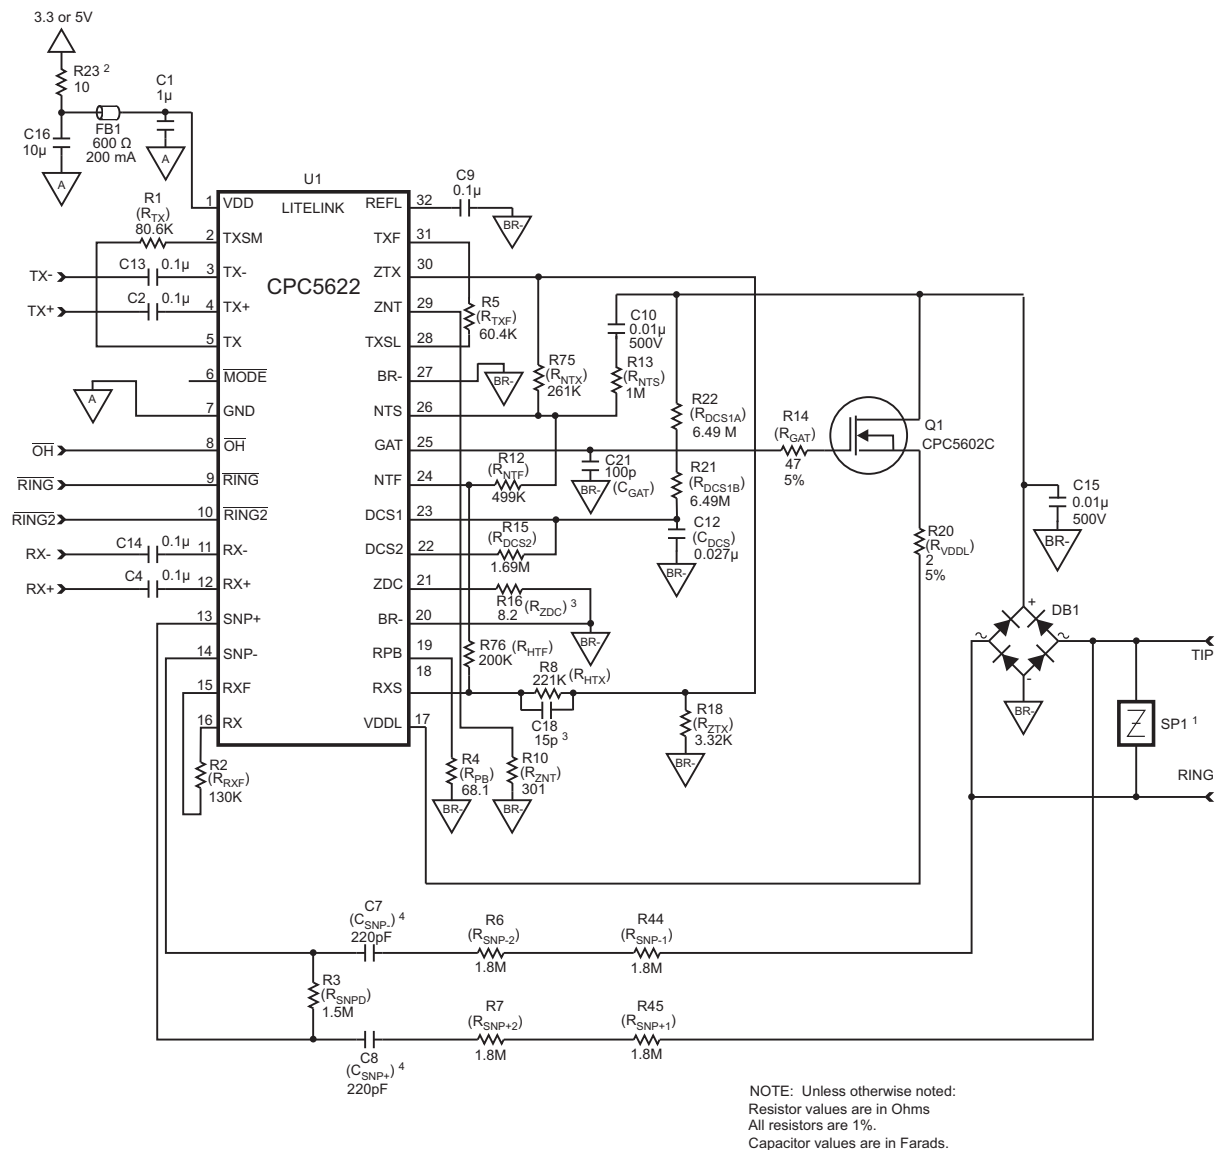 3.3 or 5V
R23 2
10
C1
1µ
C16
10µ
FB1
600 Ω
200 mA
A
A
U1
LITELINK
CPC5622
R1
(RTX)
80.6K
1 VDD
2 TXSM
TX-
C13 0.1µ
3 TX-
TX+
C2 0.1µ
4 TX+
5 TX
6 MODE
A
7 GND
OH
8 OH
RING
9 RING
RING2
10 RING2
RX-
C14 0.1µ
11 RX-
RX+
C4 0.1µ
12 RX+
13 SNP+
14 SNP-
15 RXF
16 RX
R2
(RRXF)
130K
REFL 32
C9
0.1µ
BR-
TXF 31
ZTX 30
ZNT 29
R5
(RTXF)
60.4K
TXSL 28
BR- 27
BR-
NTS 26
GAT 25
NTF 24
DCS1 23
DCS2 22
ZDC 21
BR- 20
RPB 19
RXS 18
VDDL 17
R75
(RNTX)
261K
C10
0.01µ
500V
R13
(RNTS)
1M
R22
(RDCS1A)
6.49 M
R14
(RGAT)
47
5%
Q1
CPC5602C
R12
(RNTF)
499K
C21
100p
(CGAT)
BR-
R21
(RDCS1B)
6.49M
C15
0.01µ
500V
BR-
R15
(RDCS2)
1.69M
C12
(CDCS)
0.027µ
BR-
R20
(RVDDL)
2
5%
R16 (RZDC) 3
8.2
BR-
R76 (RHTF)
200K
R8
221K (RHTX)
C18
15p 3
R18
(RZTX)
3.32K
BR-
R4
(RPB)
68.1
BR-
R10
(RZNT)
301
BR-
DB1
+
~
~
-
BR-
TIP
SP1 1
RING
C7
(CSNP-) 4
220pF
R6
(RSNP-2)
1.8M
R44
(RSNP-1)
1.8M
R3
(RSNPD)
1.5M
R7
(RSNP+2)
1.8M
R45
(RSNP+1)
1.8M
C8
(CSNP+) 4
220pF
NOTE: Unless otherwise noted:
Resistor values are in Ohms
All resistors are 1%.
Capacitor values are in Farads.